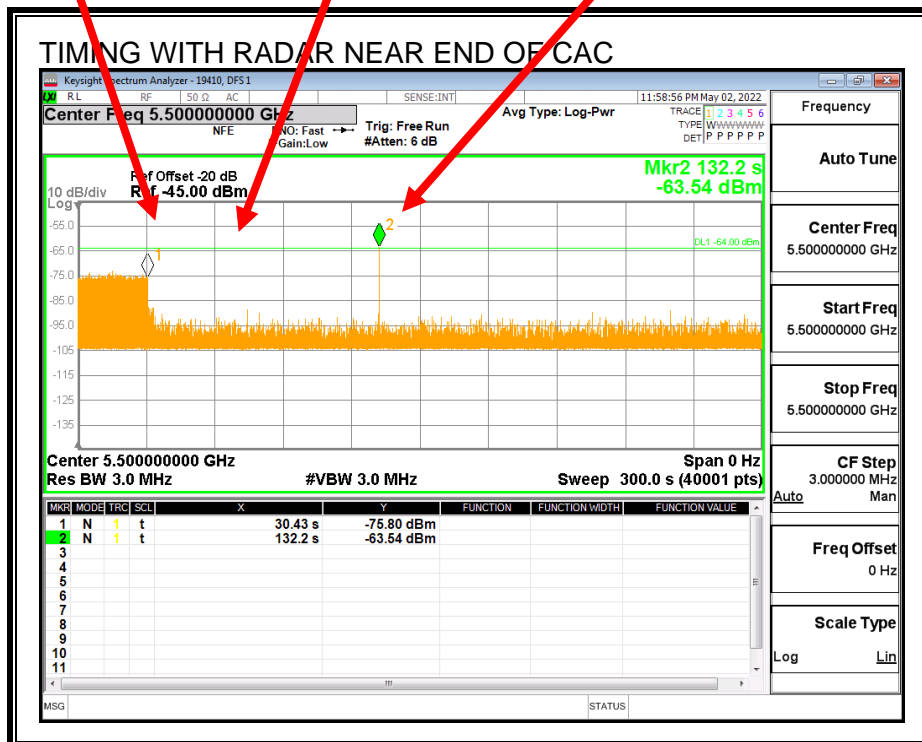 TIMING WITH RADAR NEAR END OF CAC
Keysight Spectrum Analyzer - 19410, DFS 1
LXI RL RF 50 Ω AC SENSE:INT 11:58:56 PM May 02, 2022
Center Freq 5.500000000 GHz Avg Type: Log-Pwr TRACE 1 2 3 4 5 6
NFE PNO: Fast Trig: Free Run TYPE WWWWWW
IFGain:Low #Atten: 6 dB DET P P P P P P
Mkr2 132.2 s
Ref Offset -20 dB
10 dB/div Ref -45.00 dBm -63.54 dBm
Log
-55.0
2
DL1 -64.00 dBm
-65.0
1
-75.0
-85.0
-95.0
-105
-115
-125
-135
Center 5.500000000 GHz Span 0 Hz
Res BW 3.0 MHz #VBW 3.0 MHz Sweep 300.0 s (40001 pts)
MKR MODE TRC SCL X Y FUNCTION FUNCTION WIDTH FUNCTION VALUE
1 N 1 t 30.43 s -75.80 dBm
2 N 1 t 132.2 s -63.54 dBm
3
4
5
6
7
8
9
10
11
MSG STATUS
Frequency
Auto Tune
Center Freq
5.500000000 GHz
Start Freq
5.500000000 GHz
Stop Freq
5.500000000 GHz
CF Step
3.000000 MHz
Auto Man
Freq Offset
0 Hz
Scale Type
Log Lin